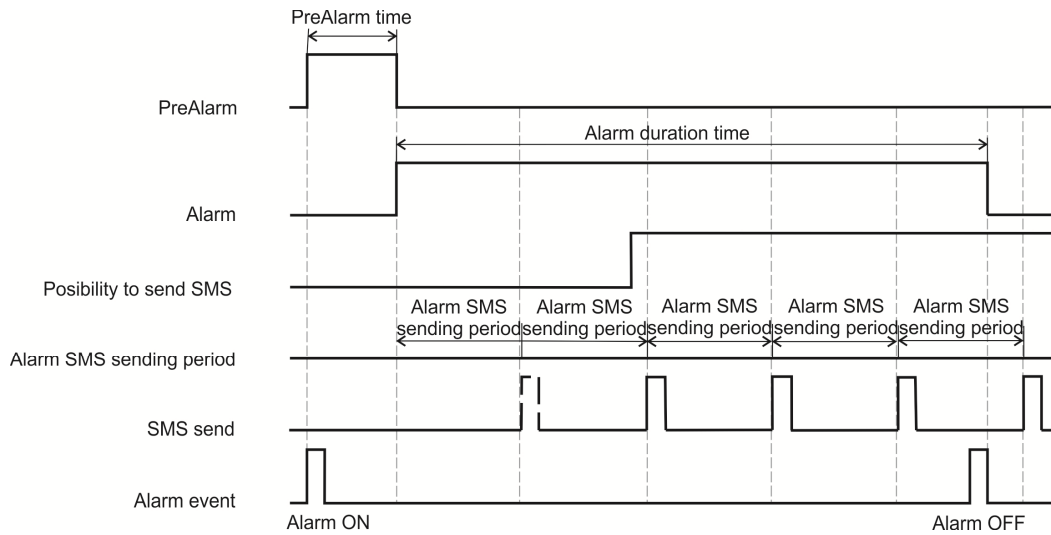 PreAlarm time
PreAlarm
Alarm duration time
Alarm
Posibility to send SMS
Alarm SMS
sending period
Alarm SMS
sending period
Alarm SMS
sending period
Alarm SMS
sending period
Alarm SMS
sending period
Alarm SMS sending period
SMS send
Alarm event
Alarm ON
Alarm OFF